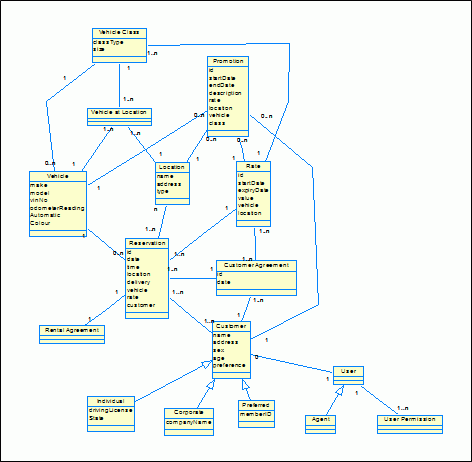 Vehicle Class
classType
size
1..n
1
1
1..n
Promotion
id
startDate
endDate
description
rate
location
vehicle
class
1..n
Vehicle at Location
1..n
1..n
0..n
0..n
0..n
0..n
1
1
1
1
Vehicle
make
model
vinNo
odometerReading
Automatic
Colour
Location
name
address
type
Rate
id
startDate
expiryDate
value
vehicle
location
n
1
1
1..n
1..n
Reservation
id
date
time
location
delivery
vehicle
rate
customer
0..n
1..n
1..n
1..n
1
1..n
CustomerAgreement
id
date
1..n
1
Rental Agreement
1
1..n
1
1
Customer
name
address
sex
age
preference
0
User
1
1
Individual
drivingLicense
State
Corporate
companyName
Preferred
memberID
Agent
1..n
User Permission